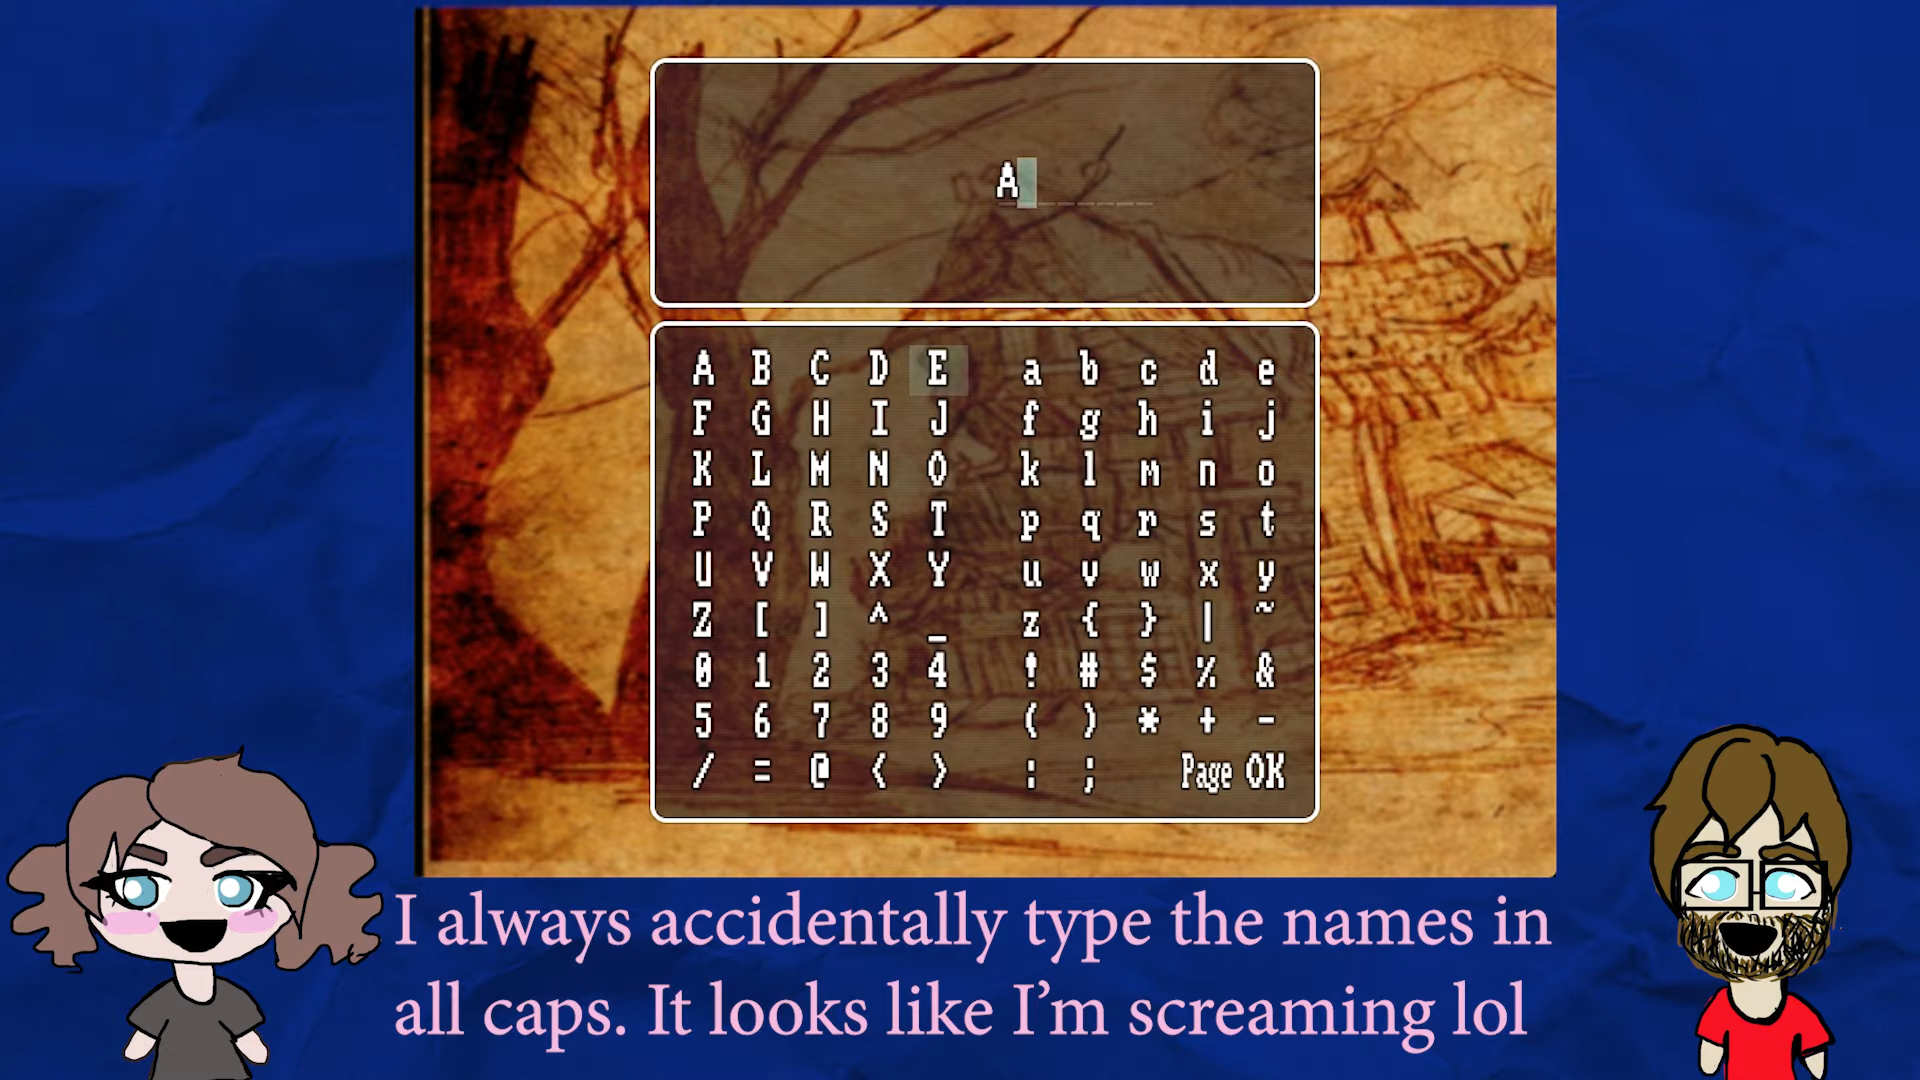 A
A B C D E a b c d e
F G H I J f g h i j
K L M N O k l m n o
P Q R S T p q r s t
U V W X Y u v w x y
Z [ ] ^ _ z { } | ~
0 1 2 3 4 ! # $ % &
5 6 7 8 9 ( ) * + -
/ = @ < > : ; Page OK
I always accidentally type the names in
all caps. It looks like I’m screaming lol